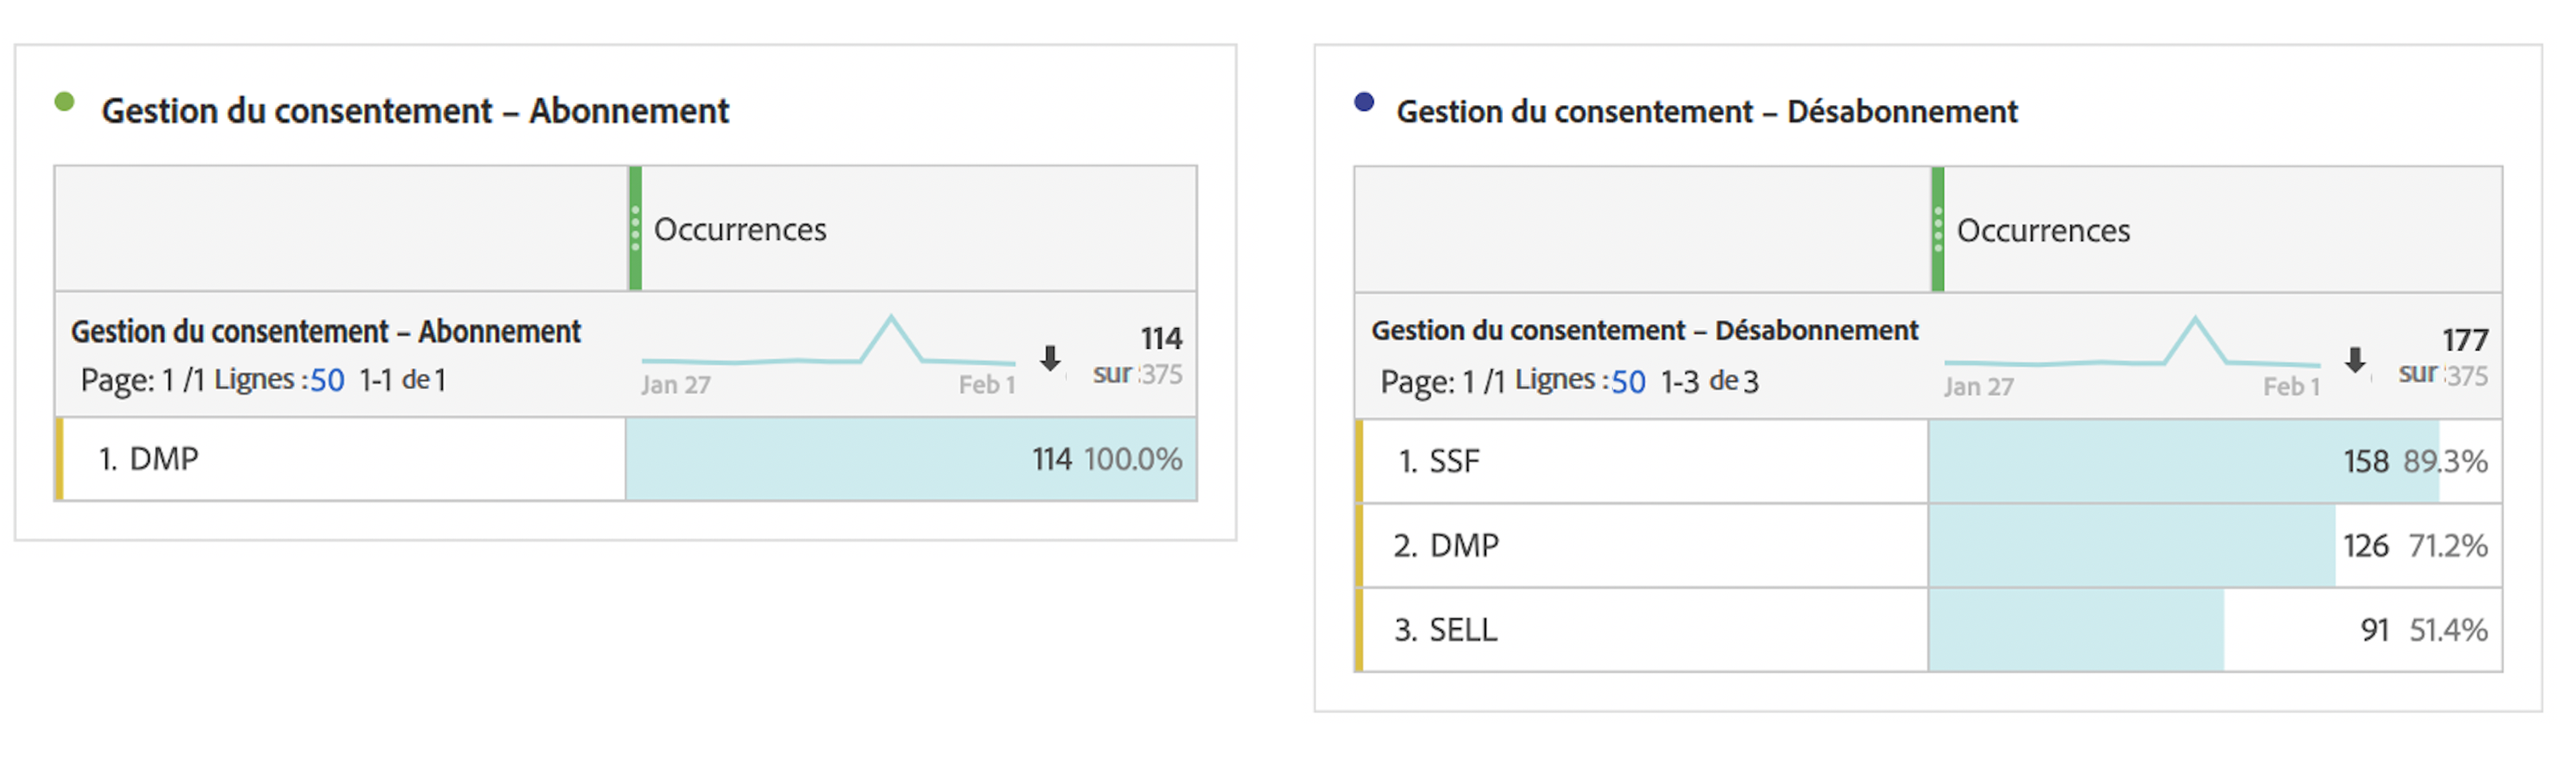 Gestion du consentement – Abonnement
Occurrences
Gestion du consentement – Abonnement
Page: 1 /1 Lignes :50 1-1 de 1
Jan 27
Feb 1
114
sur 375
1. DMP
114 100.0%
Gestion du consentement – Désabonnement
Occurrences
Gestion du consentement – Désabonnement
Page: 1 /1 Lignes :50 1-3 de 3
Jan 27
Feb 1
177
sur 375
1. SSF
158 89.3%
2. DMP
126 71.2%
3. SELL
91 51.4%